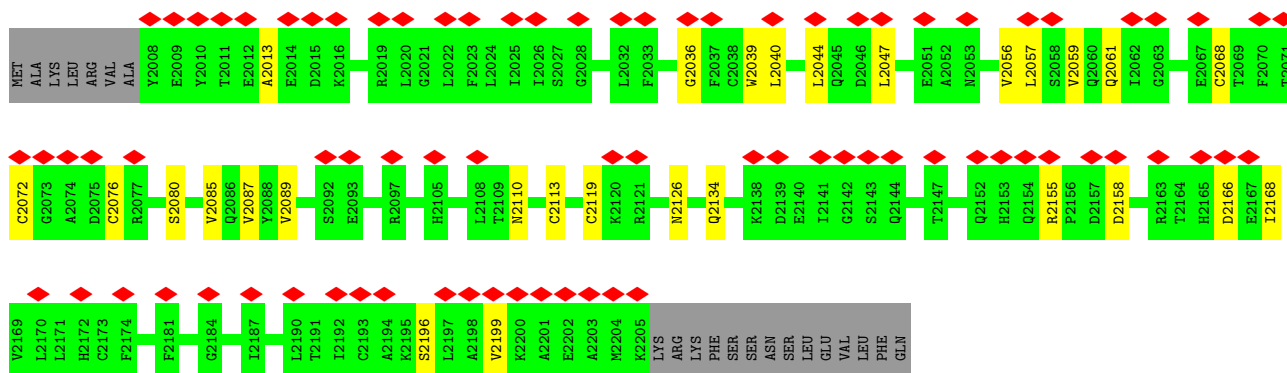 MET ALA LYS LEU ARG VAL ALA Y2008 E2009 Y2010 T2011 E2012 A2013 E2014 D2015 K2016 R2019 L2020 G2021 L2022 F2023 L2024 I2025 I2026 S2027 G2028 L2032 F2033 G2036 F2037 C2038 W2039 L2040 L2044 Q2045 D2046 L2047 E2051 A2052 N2053 V2056 L2057 S2058 V2059 Q2060 Q2061 I2062 G2063 E2067 C2068 T2069 F2070 T2071
C2072 G2073 A2074 D2075 C2076 R2077 S2080 V2085 Q2086 V2087 Y2088 V2089 S2092 E2093 R2097 H2105 L2108 T2109 N2110 C2113 C2119 K2120 R2121 N2126 Q2134 K2138 D2139 E2140 I2141 G2142 S2143 Q2144 T2147 Q2152 H2153 Q2154 R2155 P2156 D2157 D2158 R2163 T2164 H2165 D2166 E2167 I2168
V2169 L2170 L2171 H2172 C2173 F2174 F2181 G2184 I2187 L2190 T2191 I2192 C2193 A2194 K2195 S2196 L2197 A2198 V2199 K2200 A2201 E2202 A2203 M2204 K2205 LYS ARG LYS PHE SER SER ASN SER LEU GLU VAL LEU PHE GLN